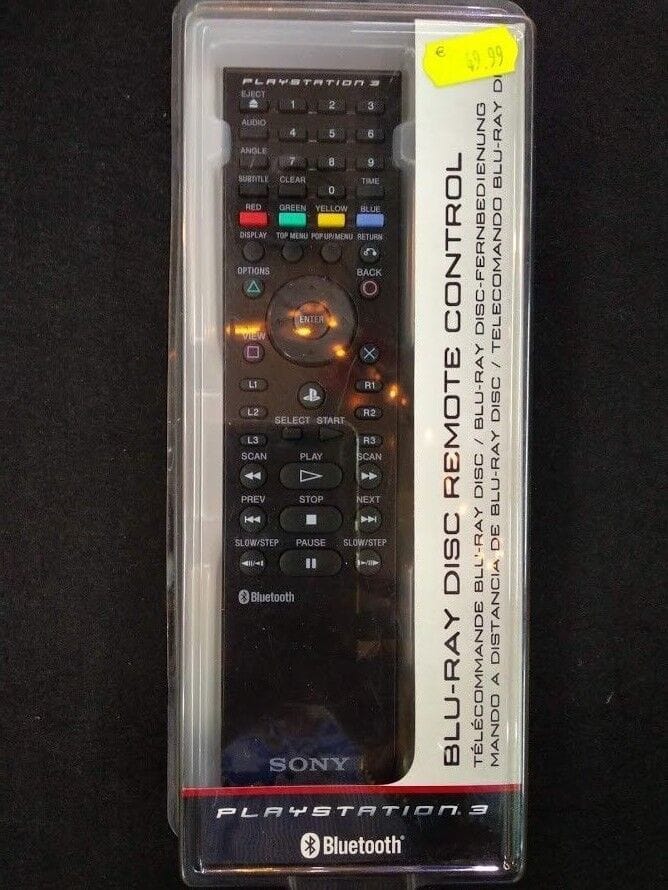 € 49.99
PLAYSTATION 3
EJECT
1 2 3
AUDIO
4 5 6
ANGLE
7 8 9
SUBTITLE CLEAR TIME
0
RED GREEN YELLOW BLUE
DISPLAY TOP MENU POP UP/MENU RETURN
OPTIONS BACK
ENTER
VIEW
L1 R1
L2 R2
SELECT START
L3 R3
SCAN PLAY SCAN
PREV STOP NEXT
SLOW/STEP PAUSE SLOW/STEP
Bluetooth
SONY
BLU-RAY DISC REMOTE CONTROL
TÉLÉCOMMANDE BLU-RAY DISC / BLU-RAY DISC-FERNBEDIENUNG
MANDO A DISTANCIA DE BLU-RAY DISC / TELECOMANDO BLU-RAY DI
PLAYSTATION 3
Bluetooth®